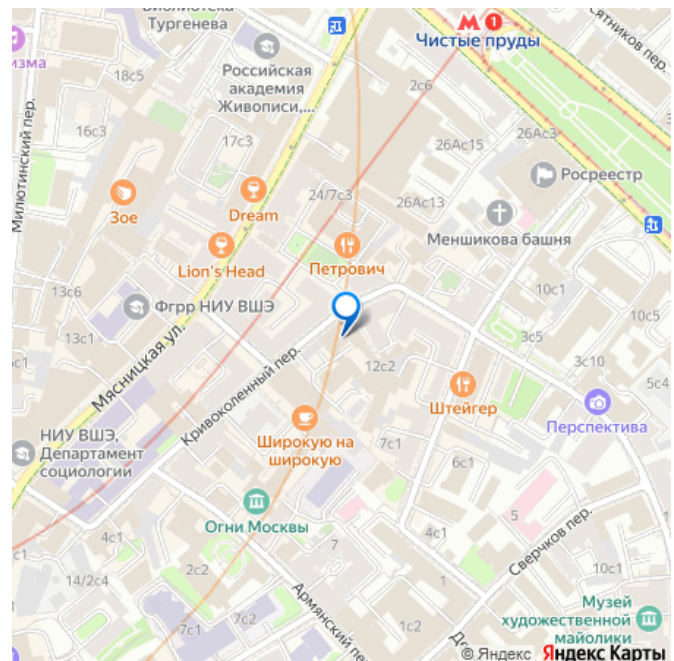 Библиотека
Тургенева
Чистые пруды
1
Сятников пер.
изма
18с5
Российская
академия
Живописи,...
2с6
Милютинский пер.
16с3
17с3
26Ас15
26Ас3
Росреестр
Зое
Dream
24/7с3
26Ас13
Меншикова башня
Lion's Head
Петрович
13с6
Фгрр НИУ ВШЭ
10с1
13с1
Мясницкая ул.
3с5
12с2
3с10
5с4
Кривоколенный пер.
Штейгер
Перспектива
НИУ ВШЭ,
Департамент
социологии
Широкую на
широкую
7с1
6с1
Огни Москвы
5
Сверчков пер.
4с1
7
4с1
10с1
14/2с4
2с2
Армянский пер.
7с2
7с1
1с2
Музей
художественной
майолики
© Яндекс Яндекс Карты